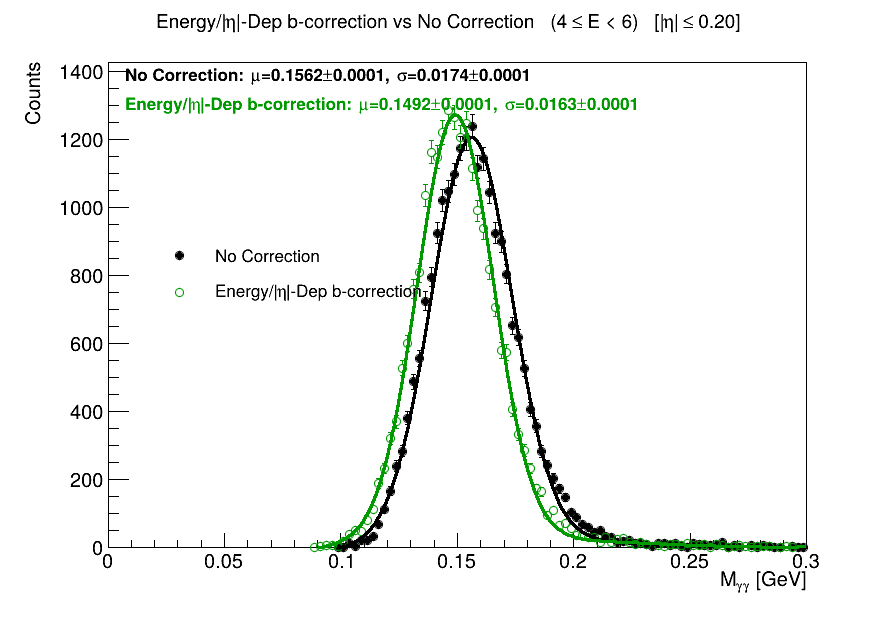 Energy/|η|-Dep b-correction vs No Correction (4 ≤ E < 6) [|η| ≤ 0.20]
Counts
No Correction: μ=0.1562±0.0001, σ=0.0174±0.0001
Energy/|η|-Dep b-correction: μ=0.1492±0.0001, σ=0.0163±0.0001
No Correction
Energy/|η|-Dep b-correction
1400
1200
1000
800
600
400
200
0
0 0.05 0.1 0.15 0.2 0.25 0.3
Mγγ [GeV]